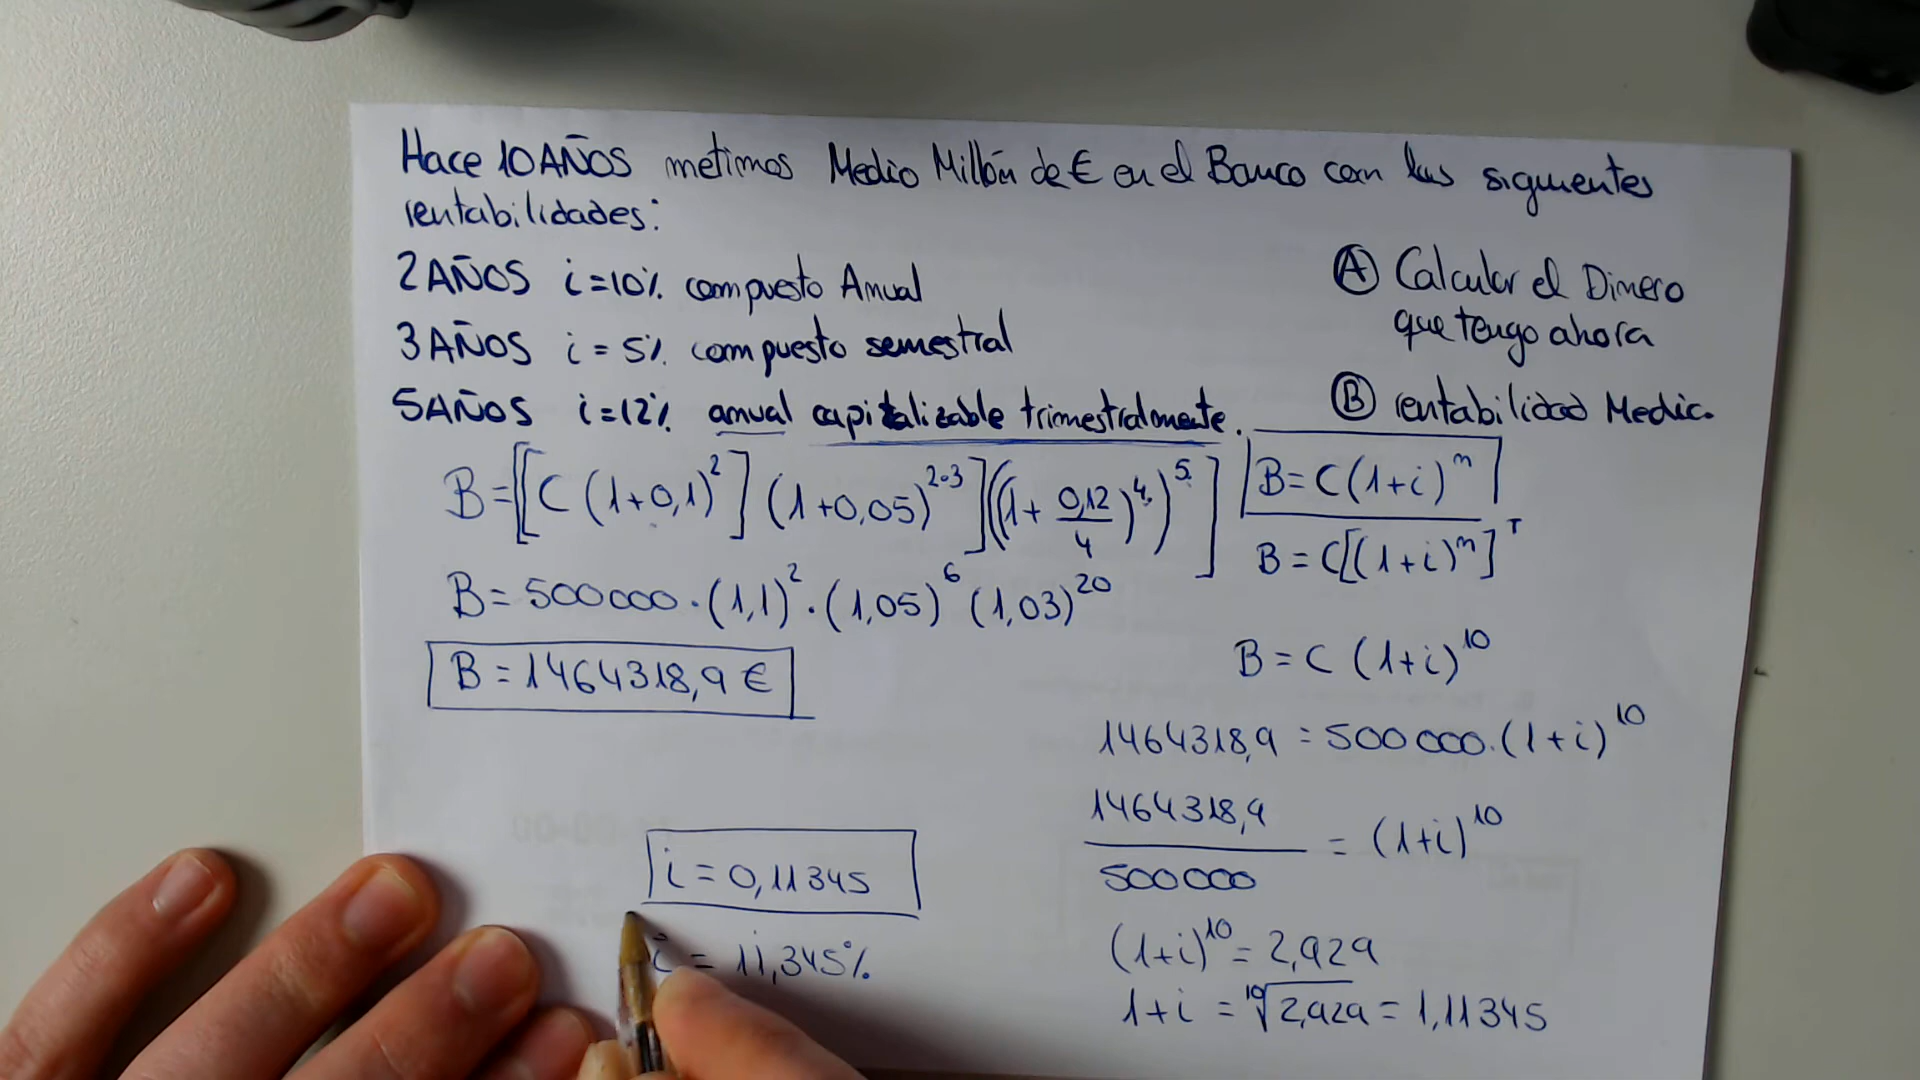 Hace 10 AÑOS metimos Medio Millón de € en el Banco con las siguientes
rentabilidades:
2 AÑOS i = 10% compuesto Anual
3 AÑOS i = 5% compuesto semestral
5 AÑOS i = 12% anual capitalizable trimestralmente.
Ⓐ Calcular el Dinero
que tengo ahora
Ⓑ rentabilidad Media.
B = [[C (1+0,1)²] (1+0,05)^2·3] ((1 + 0,12/4)^4)^5]
B = 500000 · (1,1)² · (1,05)^6 (1,03)^20
B = 1464318,9 €
B = C (1+i)^n
B = C[(1+i)^n]^T
B = C (1+i)^10
1464318,9 = 500000 · (1+i)^10
1464318,9 / 500000 = (1+i)^10
(1+i)^10 = 2,929
1+i = ¹⁰√2,929 = 1,11345
i = 0,11345
i = 11,345%